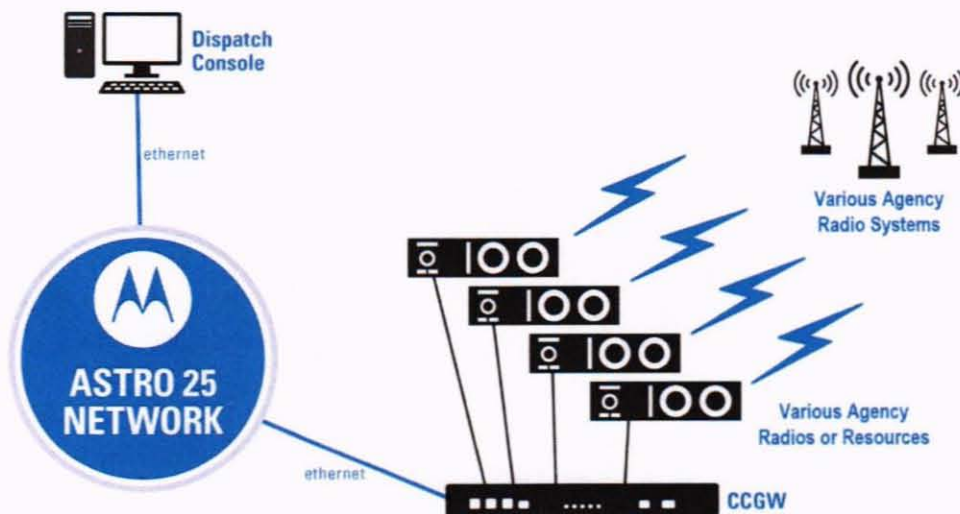 Dispatch
Console
ethernet
Various Agency
Radio Systems
ASTRO 25
NETWORK
Various Agency
Radios or Resources
ethernet
CCGW